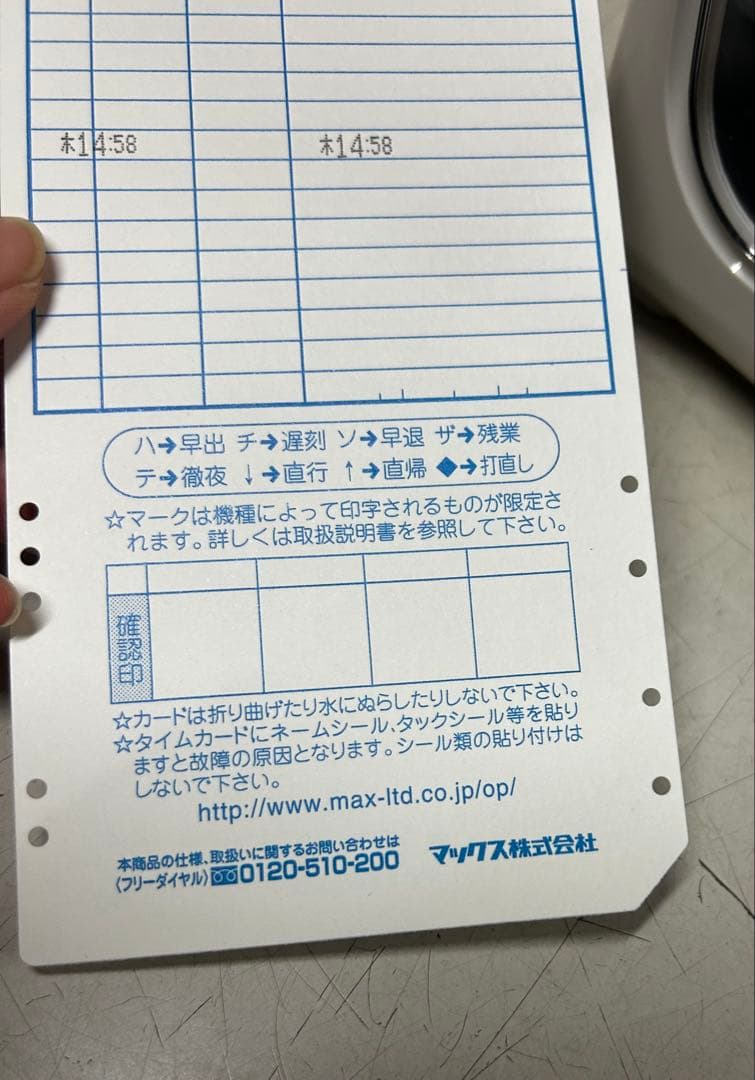 木14:58 木14:58
ハ→早出 チ→遅刻 ソ→早退 ザ→残業
テ→徹夜 ↓→直行 ↑→直帰 ◆→打直し
☆マークは機種によって印字されるものが限定さ
れます。詳しくは取扱説明書を参照して下さい。
確認印
☆カードは折り曲げたり水にぬらしたりしないで下さい。
☆タイムカードにネームシール、タックシール等を貼り
ますと故障の原因となります。シール類の貼り付けは
しないで下さい。
http://www.max-ltd.co.jp/op/
本商品の仕様、取扱いに関するお問い合わせは
(フリーダイヤル)0120-510-200 マックス株式会社